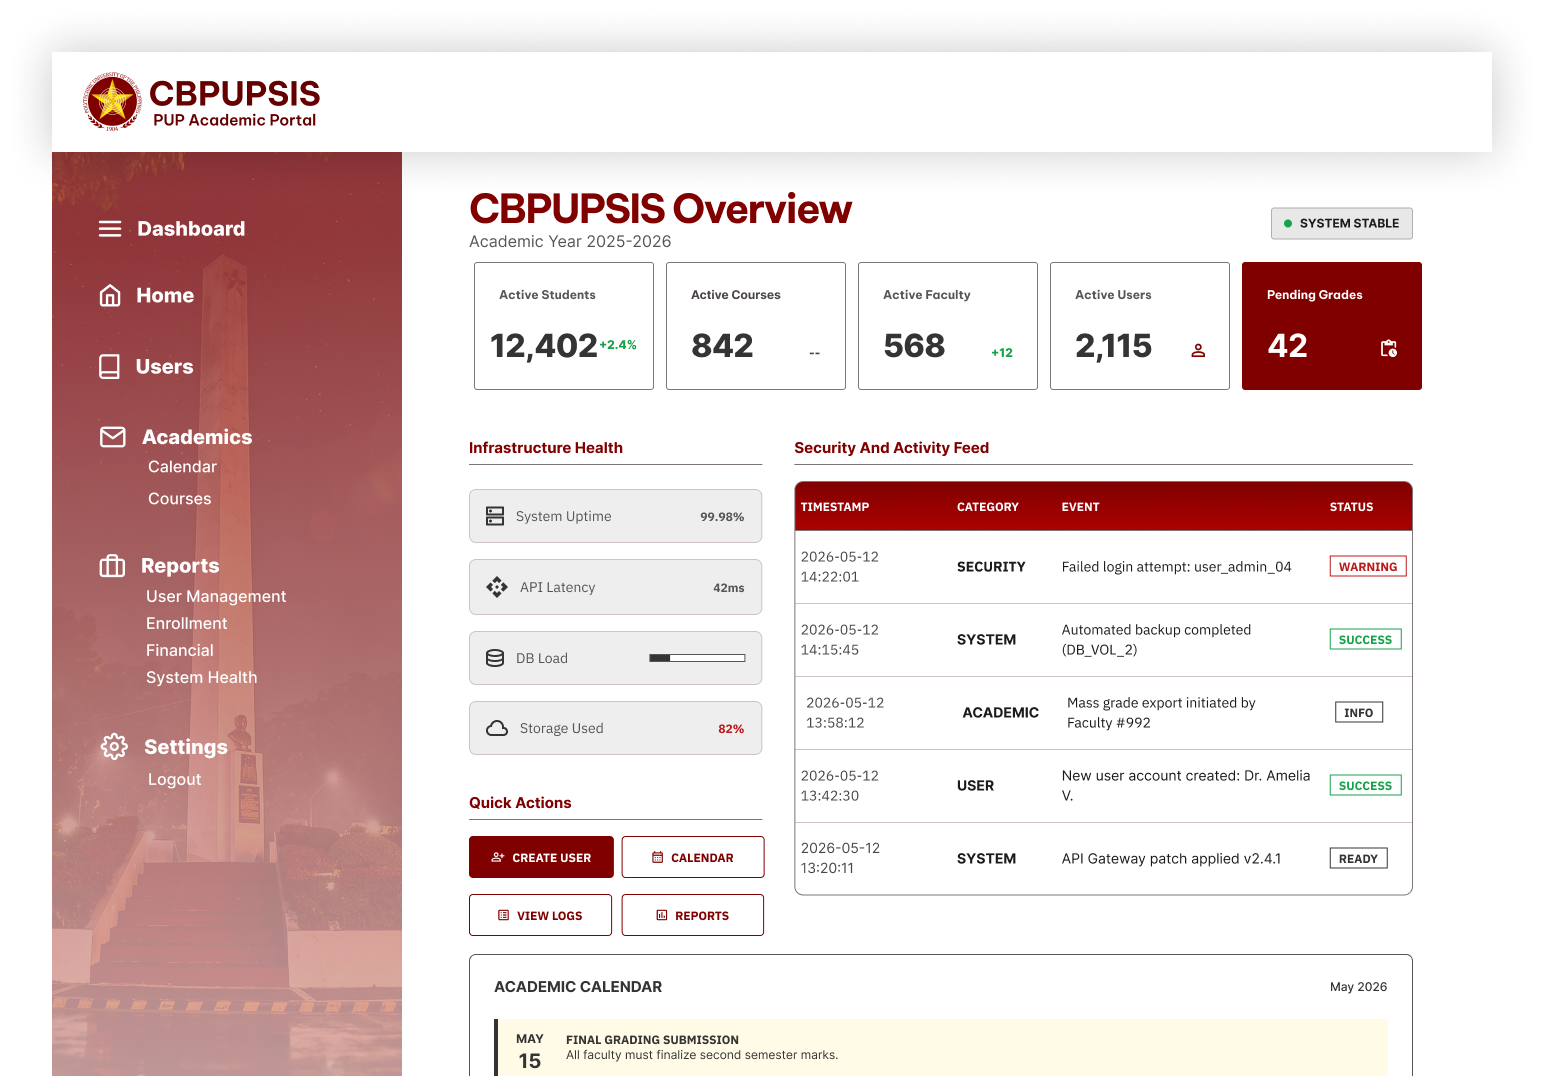 CBPUPSIS
PUP Academic Portal
1904
Dashboard
Home
Users
Academics
Calendar
Courses
Reports
User Management
Enrollment
Financial
System Health
Settings
Logout
CBPUPSIS Overview
Academic Year 2025-2026
SYSTEM STABLE
Active Students
12,402 +2.4%
Active Courses
842 --
Active Faculty
568 +12
Active Users
2,115
Pending Grades
42
Infrastructure Health
System Uptime 99.98%
API Latency 42ms
DB Load
Storage Used 82%
Quick Actions
CREATE USER
CALENDAR
VIEW LOGS
REPORTS
Security And Activity Feed
TIMESTAMP CATEGORY EVENT STATUS
2026-05-12
14:22:01
SECURITY
Failed login attempt: user_admin_04
WARNING
2026-05-12
14:15:45
SYSTEM
Automated backup completed
(DB_VOL_2)
SUCCESS
2026-05-12
13:58:12
ACADEMIC
Mass grade export initiated by
Faculty #992
INFO
2026-05-12
13:42:30
USER
New user account created: Dr. Amelia
V.
SUCCESS
2026-05-12
13:20:11
SYSTEM
API Gateway patch applied v2.4.1
READY
ACADEMIC CALENDAR
May 2026
MAY
15
FINAL GRADING SUBMISSION
All faculty must finalize second semester marks.